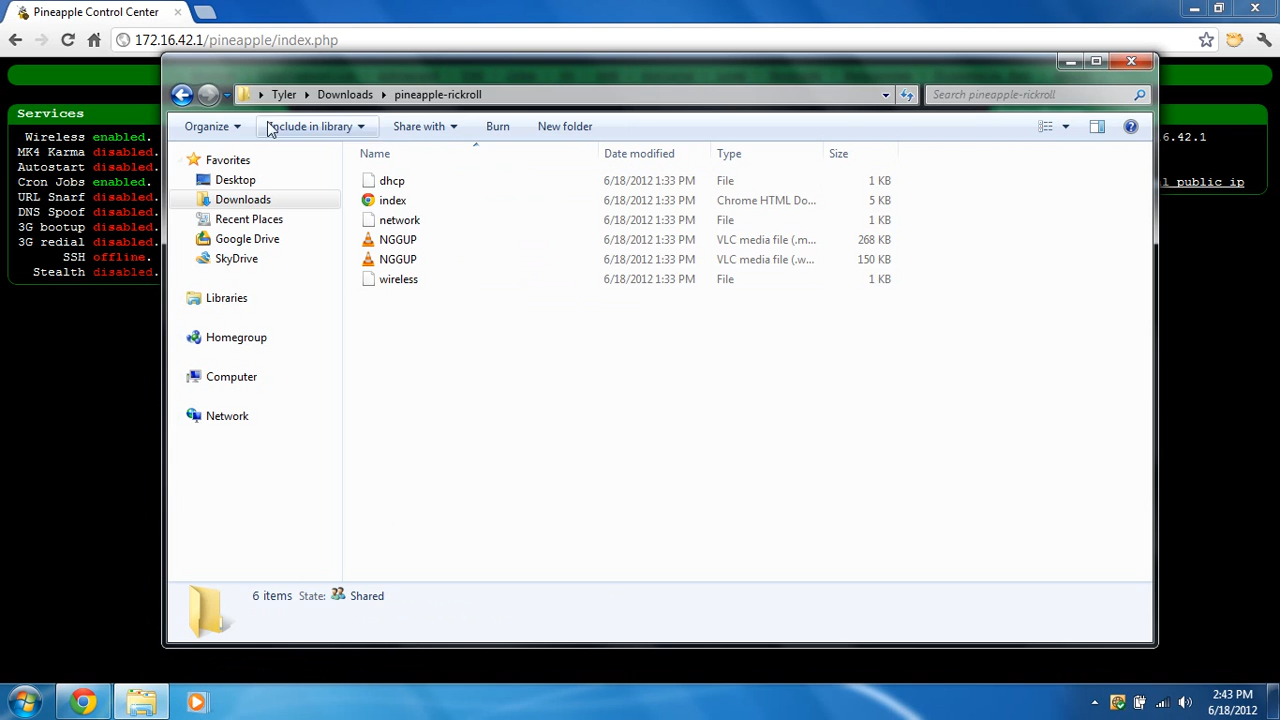 Pineapple Control Center
172.16.42.1/pineapple/index.php
Tyler Downloads pineapple-rickroll
Search pineapple-rickroll
Services
Wireless enabled.
MK4 Karma disabled.
Autostart disabled.
Cron Jobs enabled.
URL Snarf disabled.
DNS Spoof disabled.
3G bootup disabled.
3G redial disabled.
SSH offline.
Stealth disabled.
Organize Include in library Share with Burn New folder
Favorites
Desktop
Downloads
Recent Places
Google Drive
SkyDrive
Libraries
Homegroup
Computer
Network
Name Date modified Type Size
dhcp 6/18/2012 1:33 PM File 1 KB
index 6/18/2012 1:33 PM Chrome HTML Do... 5 KB
network 6/18/2012 1:33 PM File 1 KB
NGGUP 6/18/2012 1:33 PM VLC media file (.m... 268 KB
NGGUP 6/18/2012 1:33 PM VLC media file (.w... 150 KB
wireless 6/18/2012 1:33 PM File 1 KB
6 items State: Shared
6.42.1
l public ip
2:43 PM
6/18/2012